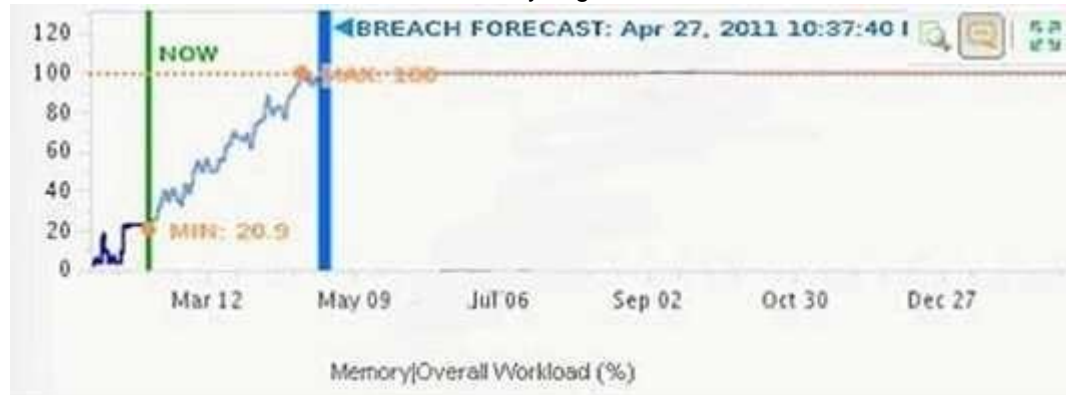 120
BREACH FORECAST: Apr 27, 2011 10:37:40
NOW
100
MAX: 100
80
60
40
20
MIN: 20.9
0
Mar 12 May 09 Jul 06 Sep 02 Oct 30 Dec 27
Memory|Overall Workload (%)